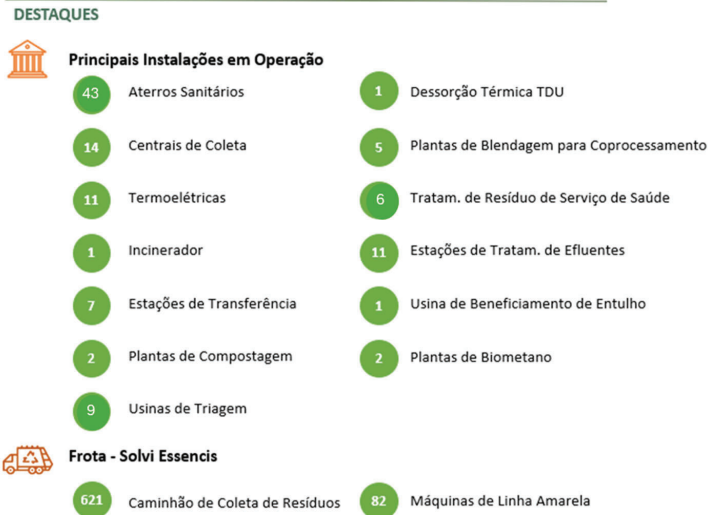 DESTAQUES
Principais Instalações em Operação
43 Aterros Sanitários
1 Dessorção Térmica TDU
14 Centrais de Coleta
5 Plantas de Blendagem para Coprocessamento
11 Termoelétricas
6 Tratam. de Resíduo de Serviço de Saúde
1 Incinerador
11 Estações de Tratam. de Efluentes
7 Estações de Transferência
1 Usina de Beneficiamento de Entulho
2 Plantas de Compostagem
2 Plantas de Biometano
9 Usinas de Triagem
Frota - Solvi Essencis
621 Caminhão de Coleta de Resíduos
82 Máquinas de Linha Amarela